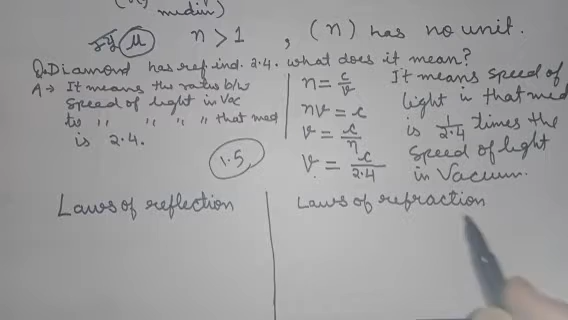 medium)
μ n > 1 , (n) has no unit.
Q. Diamond has ref. ind. 2.4. what does it mean?
A → It means the ratio b/w
speed of light in Vac
to " " " " that med
is 2.4.
n = c/v
nv = c
v = c/n
v = c/2.4
It means speed of
light in that med
is 1/2.4 times the
speed of light
in Vacuum.
1.5
Laws of reflection
Laws of refraction